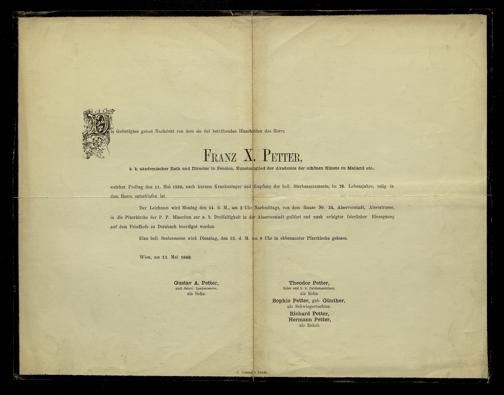 Die Gefertigten geben Nachricht von dem sie tief betrübenden Hinscheiden des Herrn
FRANZ X. PETTER,
k. k. academischer Rath und Director in Pension, Kunstmitglied der Akademie der schönen Künste zu Mailand etc.,
welcher Freitag den 11. Mai 1866, nach kurzem Krankenlager und Empfang der heil. Sterbesacramente, im 76. Lebensjahre, selig in
dem Herrn entschlafen ist.
Der Leichnam wird Montag den 14. d. M., um 3 Uhr Nachmittags, von dem Hause Nr. Alservorstadt, Alserstrasse,
in die Pfarrkirche der P. P. Minoriten zur a. h. Dreifaltigkeit in der Alservorstadt geführt und nach erfolgter feierlicher Einsegnung
auf dem Friedhofe zu Dornbach beerdiget werden.
Eine heil. Seelenmesse wird Dienstag, den 15. d. M. um 9 Uhr in obbenannter Pfarrkirche gelesen.
Wien, am 11. Mai 1866.
Gustav A. Petter,
als Sohn.
Theodor Petter,
Maler und
als Sohn.
Sophie Petter, geb. Günther,
als Schwiegertochter.
Richard Petter,
Hermann Petter,
als Enkel.